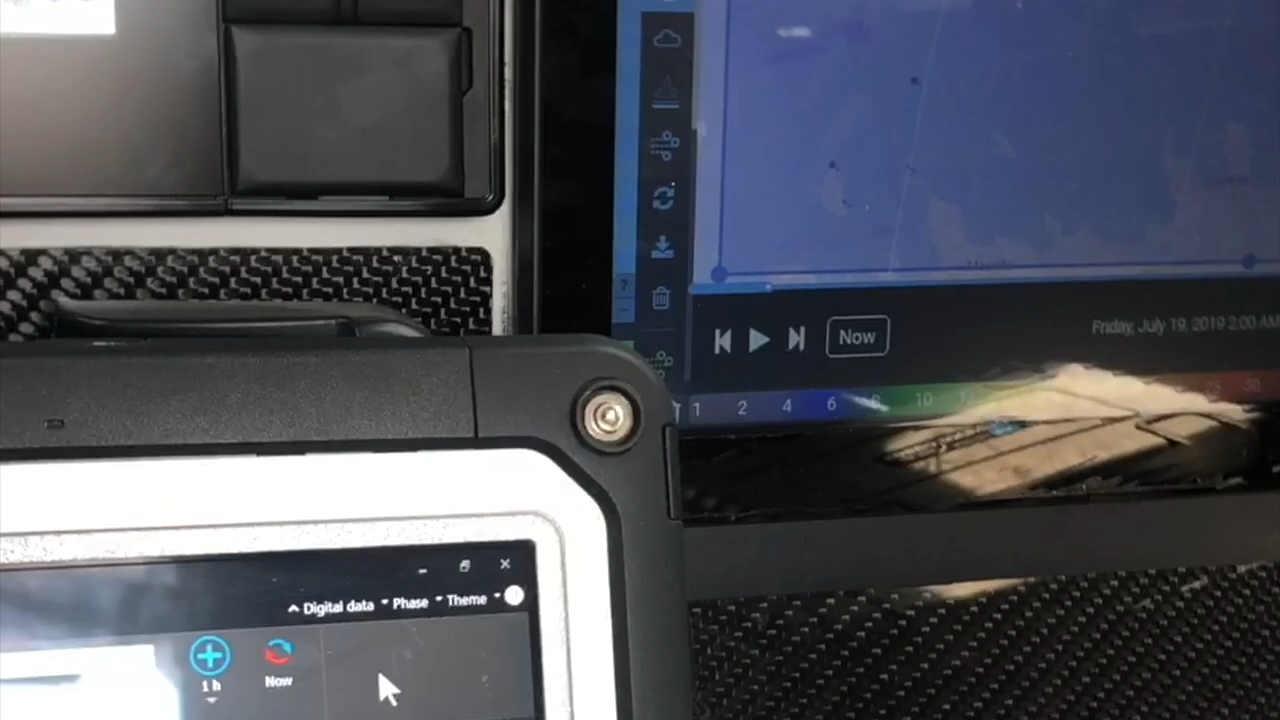 ?
Now
Friday, July 19, 2019 2:00 AM
1 2 4 6 8 10
Digital data Phase Theme
1 h
Now